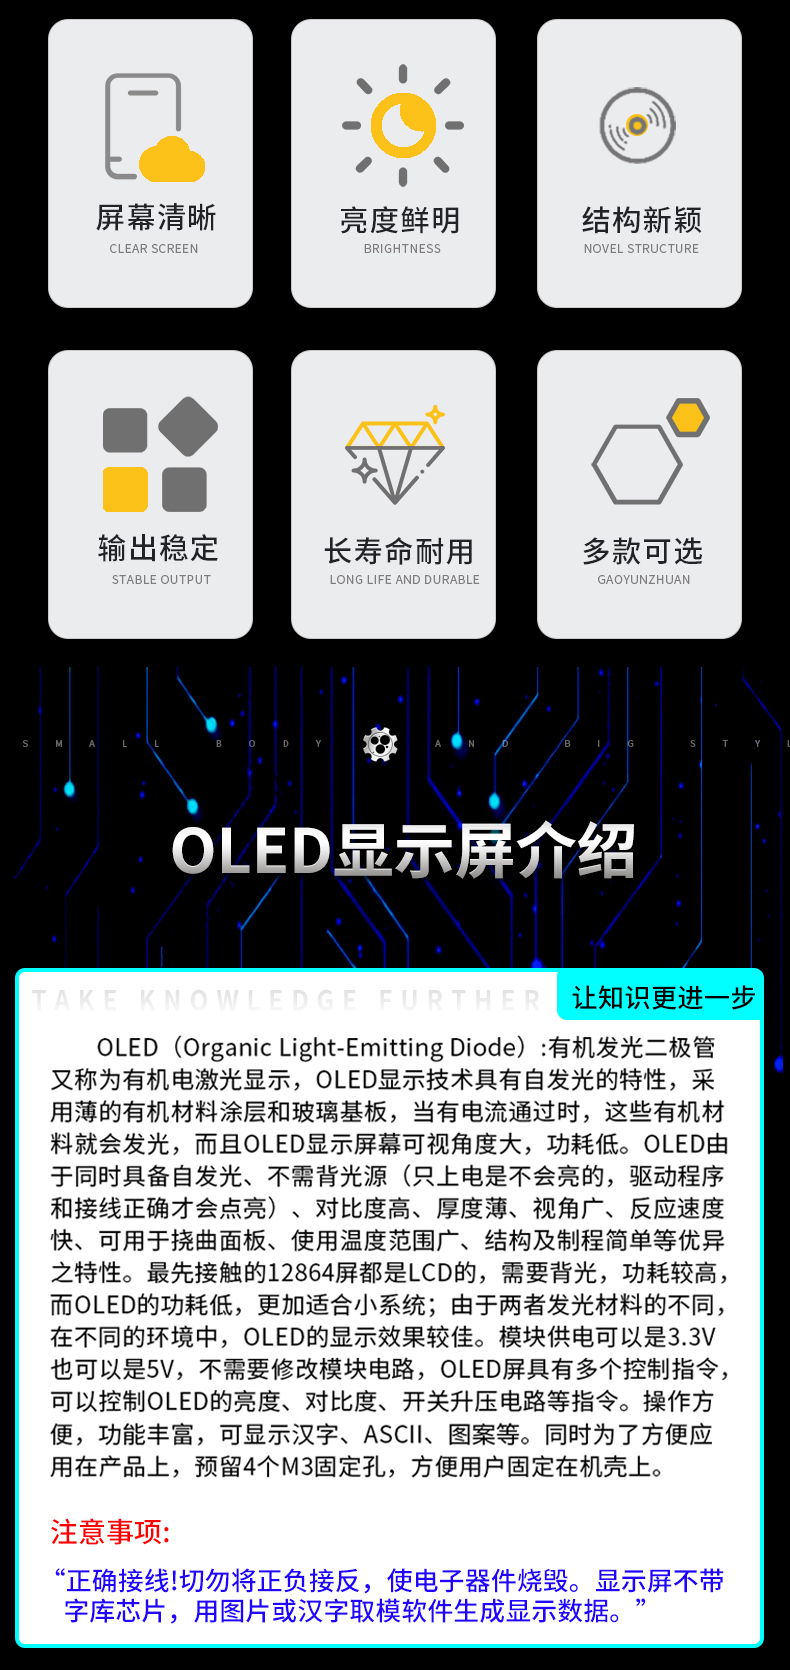 屏幕清晰
CLEAR SCREEN
亮度鲜明
BRIGHTNESS
结构新颖
NOVEL STRUCTURE
输出稳定
STABLE OUTPUT
长寿命耐用
LONG LIFE AND DURABLE
多款可选
GAOYUNZHUAN
SMALL BODY AND BIG STYL
OLED显示屏介绍
TAKE KNOWLEDGE FURTHER
让知识更进一步
OLED（Organic Light-Emitting Diode）:有机发光二极管
又称为有机电激光显示，OLED显示技术具有自发光的特性，采
用薄的有机材料涂层和玻璃基板，当有电流通过时，这些有机材
料就会发光，而且OLED显示屏幕可视角度大，功耗低。OLED由
于同时具备自发光、不需背光源（只上电是不会亮的，驱动程序
和接线正确才会点亮）、对比度高、厚度薄、视角广、反应速度
快、可用于挠曲面板、使用温度范围广、结构及制程简单等优异
之特性。最先接触的12864屏都是LCD的，需要背光，功耗较高，
而OLED的功耗低，更加适合小系统；由于两者发光材料的不同，
在不同的环境中，OLED的显示效果较佳。模块供电可以是3.3V
也可以是5V，不需要修改模块电路，OLED屏具有多个控制指令，
可以控制OLED的亮度、对比度、开关升压电路等指令。操作方
便，功能丰富，可显示汉字、ASCII、图案等。同时为了方便应
用在产品上，预留4个M3固定孔，方便用户固定在机壳上。
注意事项:
“正确接线!切勿将正负接反，使电子器件烧毁。显示屏不带
字库芯片，用图片或汉字取模软件生成显示数据。”